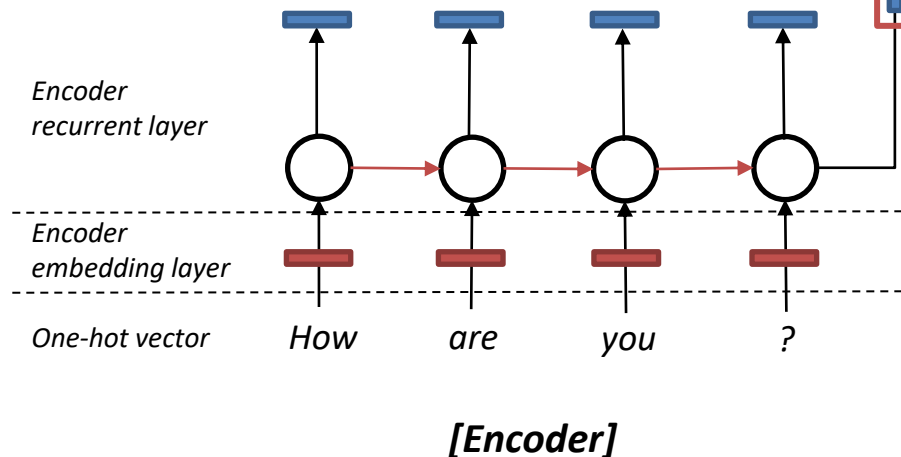 Encoder
recurrent layer
Encoder
embedding layer
One-hot vector
How are you ?
[Encoder]